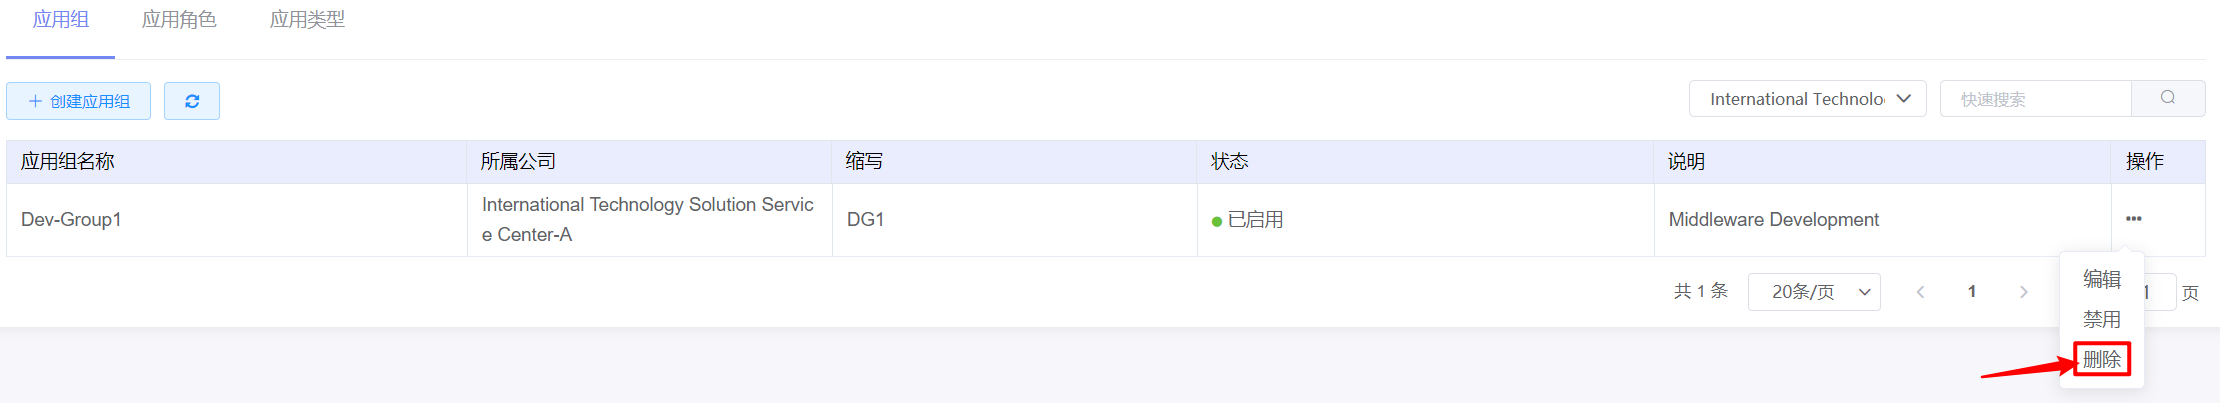 应用组 应用角色 应用类型
创建应用组 International Technolo 快速搜索
应用组名称 所属公司 缩写 状态 说明 操作
Dev-Group1 International Technology Solution Servic DG1 已启用 Middleware Development
e Center-A
共 1 条 20条/页 1 1 页
编辑
禁用
删除